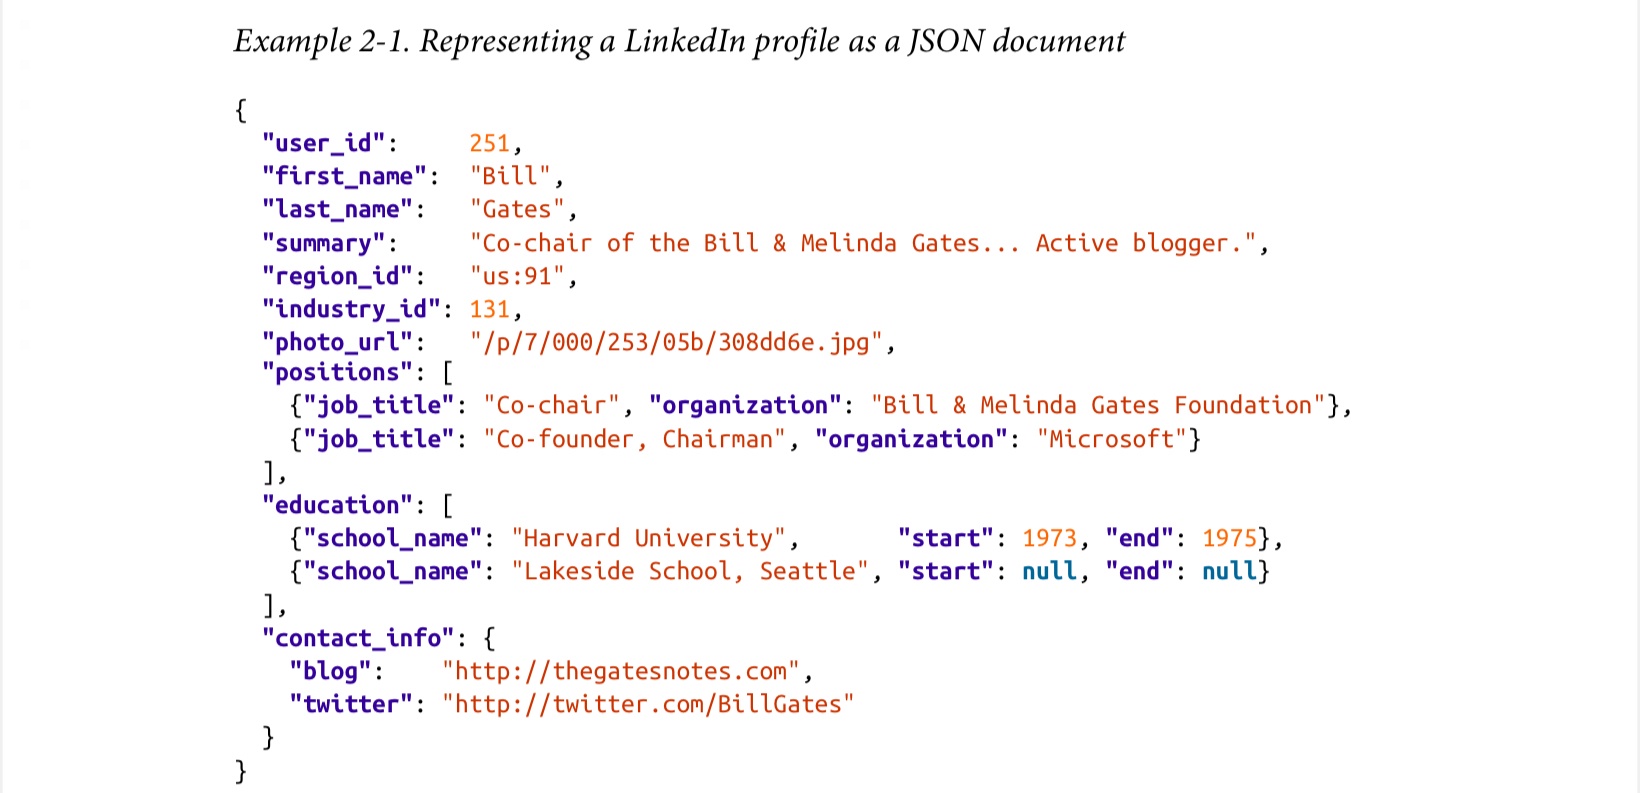 Example 2-1. Representing a LinkedIn profile as a JSON document
{
  "user_id":     251,
  "first_name":  "Bill",
  "last_name":   "Gates",
  "summary":     "Co-chair of the Bill & Melinda Gates... Active blogger.",
  "region_id":   "us:91",
  "industry_id": 131,
  "photo_url":   "/p/7/000/253/05b/308dd6e.jpg",
  "positions": [
    {"job_title": "Co-chair", "organization": "Bill & Melinda Gates Foundation"},
    {"job_title": "Co-founder, Chairman", "organization": "Microsoft"}
  ],
  "education": [
    {"school_name": "Harvard University",       "start": 1973, "end": 1975},
    {"school_name": "Lakeside School, Seattle", "start": null, "end": null}
  ],
  "contact_info": {
    "blog":    "http://thegatesnotes.com",
    "twitter": "http://twitter.com/BillGates"
  }
}